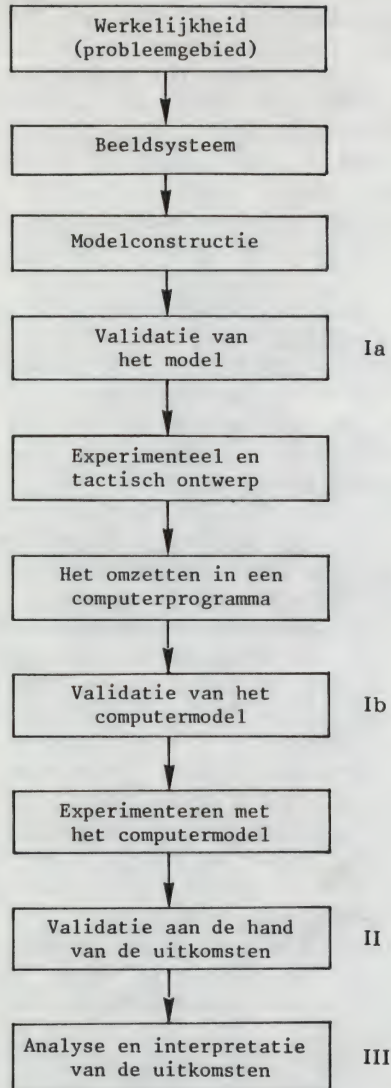 Werkelijkheid
(probleemgebied)
Beeldsysteem
Modelconstructie
Validatie van
het model
Ia
Experimenteel en
tactisch ontwerp
Het omzetten in een
computerprogramma
Validatie van het
computermodel
Ib
Experimenteren met
het computermodel
Validatie aan de hand
van de uitkomsten
II
Analyse en interpretatie
van de uitkomsten
III